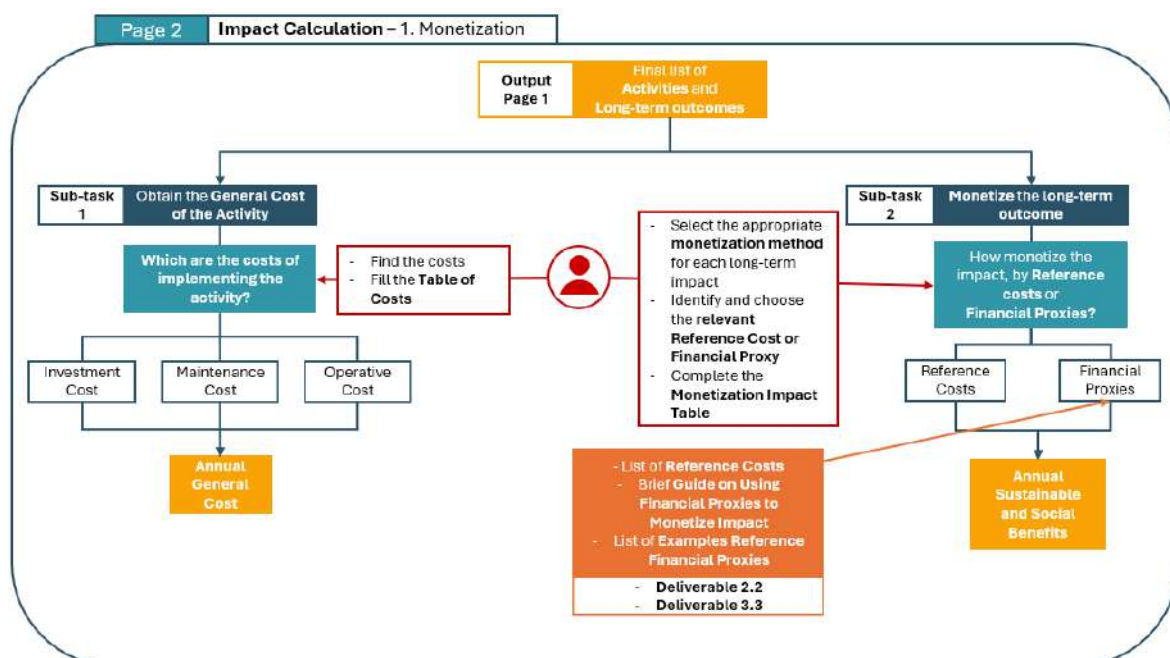 Page 2
Impact Calculation – 1. Monetization
Output
Page 1
Final list of
Activities and
Long-term outcomes
Sub-task
1
Obtain the General Cost
of the Activity
Sub-task
2
Monetize the long-term
outcome
Which are the costs of
implementing the
activity?
- Find the costs
- Fill the Table of
Costs
- Select the appropriate
monetization method
for each long-term
impact
- Identify and choose
the relevant
Reference Cost or
Financial Proxy
- Complete the
Monetization Impact
Table
How monetize the
impact, by Reference
costs or
Financial Proxies?
Investment
Cost
Maintenance
Cost
Operative
Cost
Reference
Costs
Financial
Proxies
Annual
General
Cost
- List of Reference Costs
- Brief Guide on Using
Financial Proxies to
Monetize Impact
- List of Examples Reference
Financial Proxies
- Deliverable 2.2
- Deliverable 3.3
Annual
Sustainable
and Social
Benefits